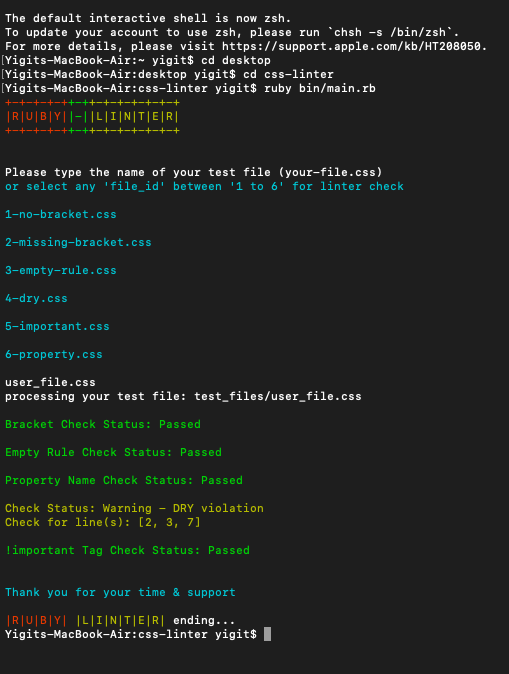 The default interactive shell is now zsh.
To update your account to use zsh, please run `chsh -s /bin/zsh`.
For more details, please visit https://support.apple.com/kb/HT208050.
[Yigits-MacBook-Air:~ yigit$ cd desktop
[Yigits-MacBook-Air:desktop yigit$ cd css-linter
[Yigits-MacBook-Air:css-linter yigit$ ruby bin/main.rb
+-+-+-+-++-++-+-+-+-+-+-+
|R|U|B|Y||-||L|I|N|T|E|R|
+-+-+-+-++-++-+-+-+-+-+-+
Please type the name of your test file (your-file.css)
or select any 'file_id' between '1 to 6' for linter check
1-no-bracket.css
2-missing-bracket.css
3-empty-rule.css
4-dry.css
5-important.css
6-property.css
user_file.css
processing your test file: test_files/user_file.css
Bracket Check Status: Passed
Empty Rule Check Status: Passed
Property Name Check Status: Passed
Check Status: Warning - DRY violation
Check for line(s): [2, 3, 7]
!important Tag Check Status: Passed
Thank you for your time & support
|R|U|B|Y| |L|I|N|T|E|R| ending...
Yigits-MacBook-Air:css-linter yigit$